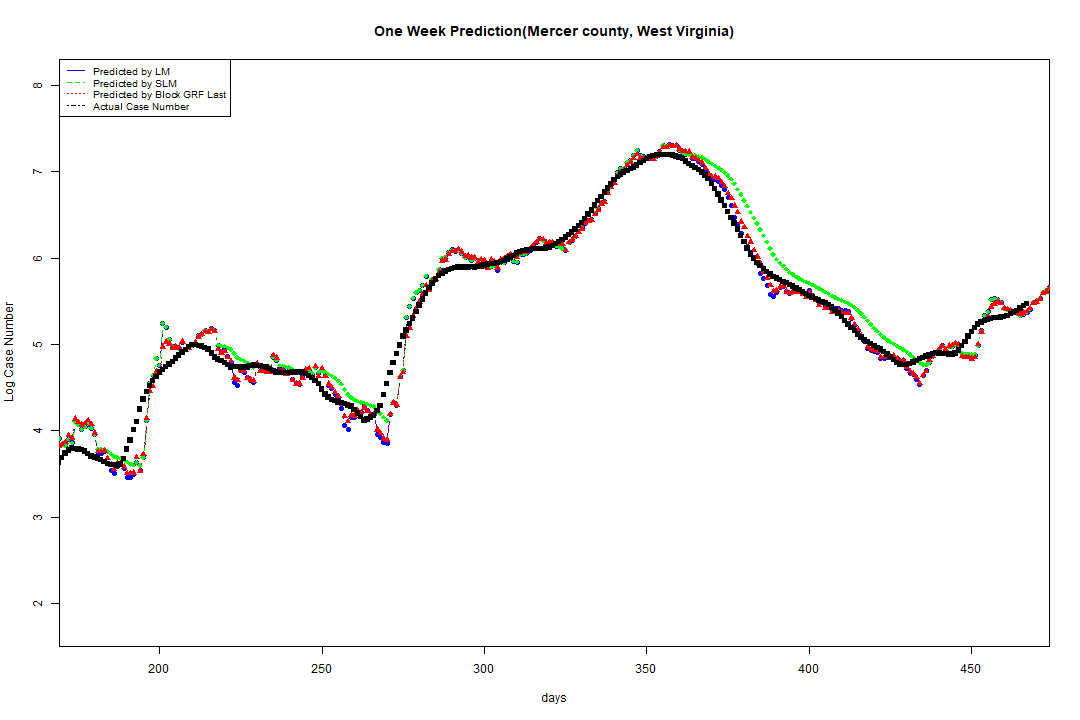 One Week Prediction(Mercer county, West Virginia)
Predicted by LM
Predicted by SLM
Predicted by Block GRF Last
Actual Case Number
8
7
6
5
4
3
2
Log Case Number
200 250 300 350 400 450
days